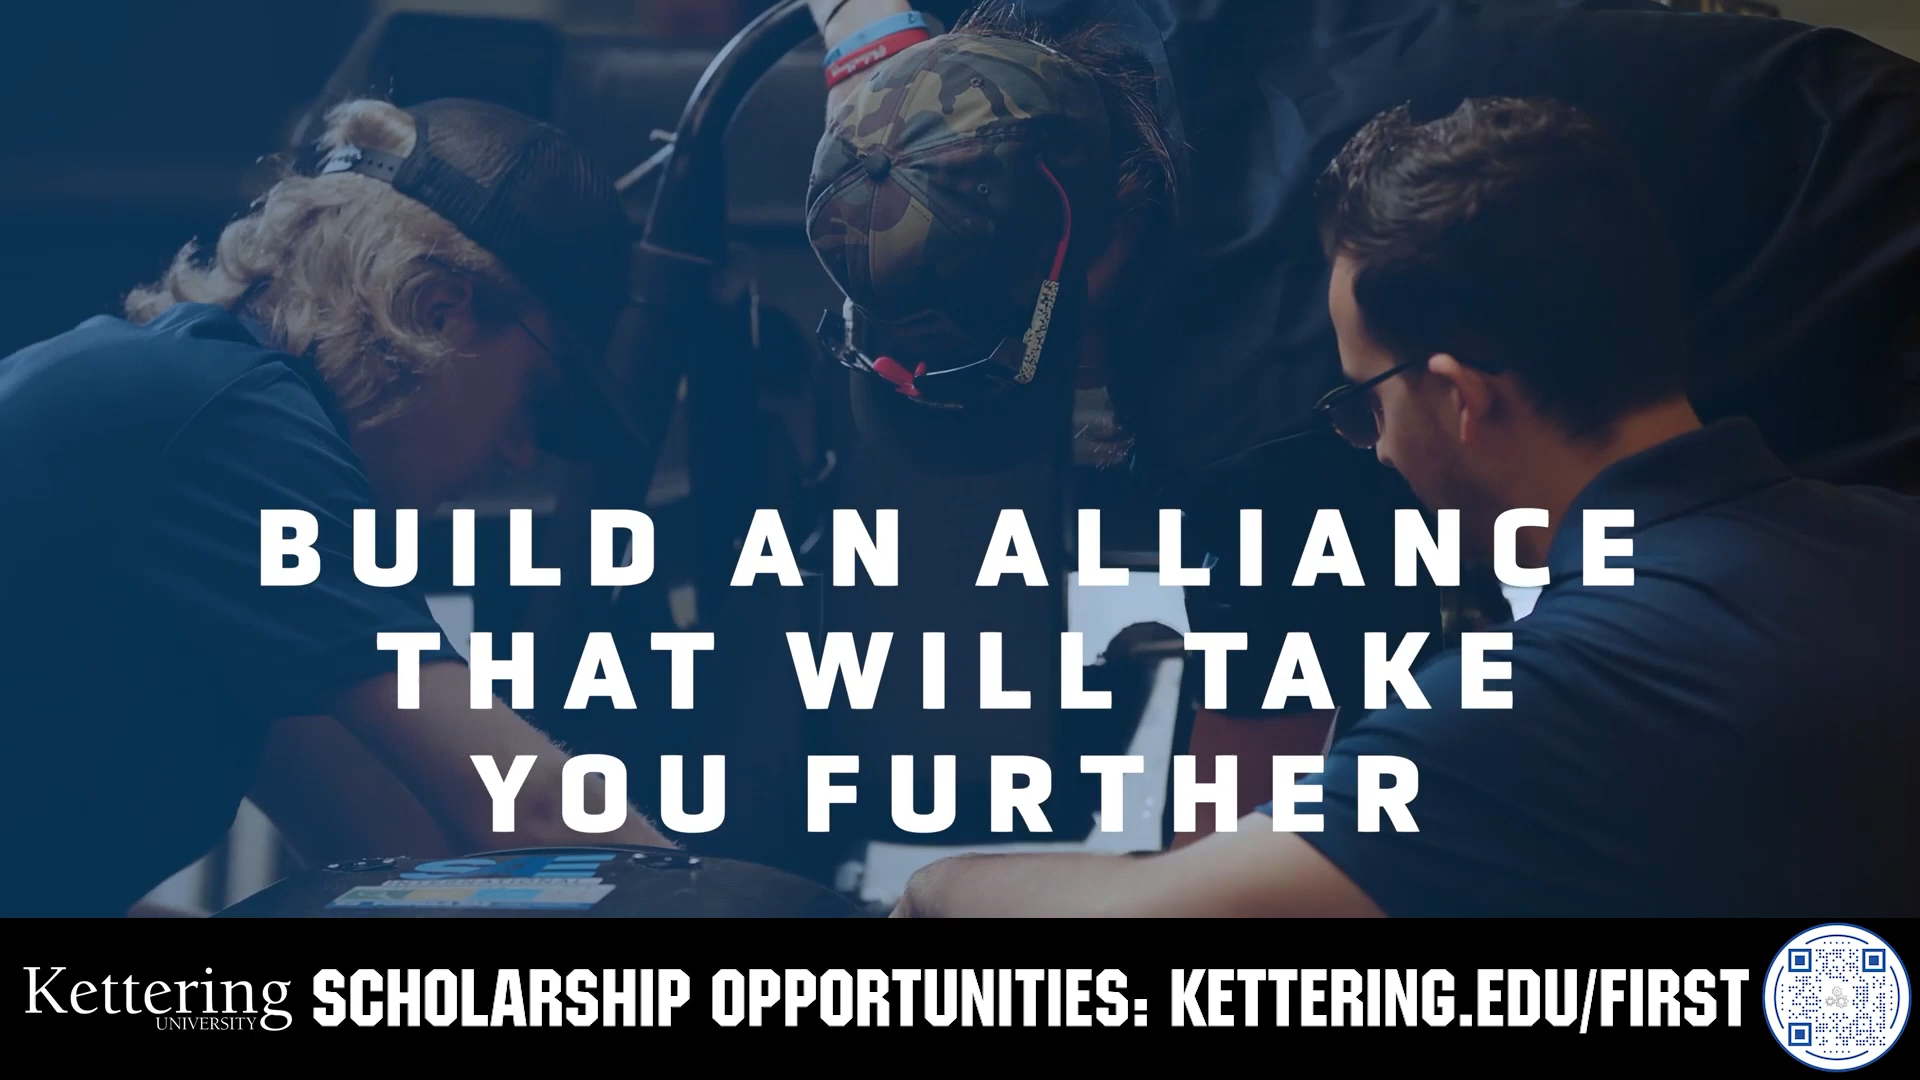 BUILD AN ALLIANCE
THAT WILL TAKE
YOU FURTHER
Kettering
UNIVERSITY
SCHOLARSHIP OPPORTUNITIES: KETTERING.EDU/FIRST